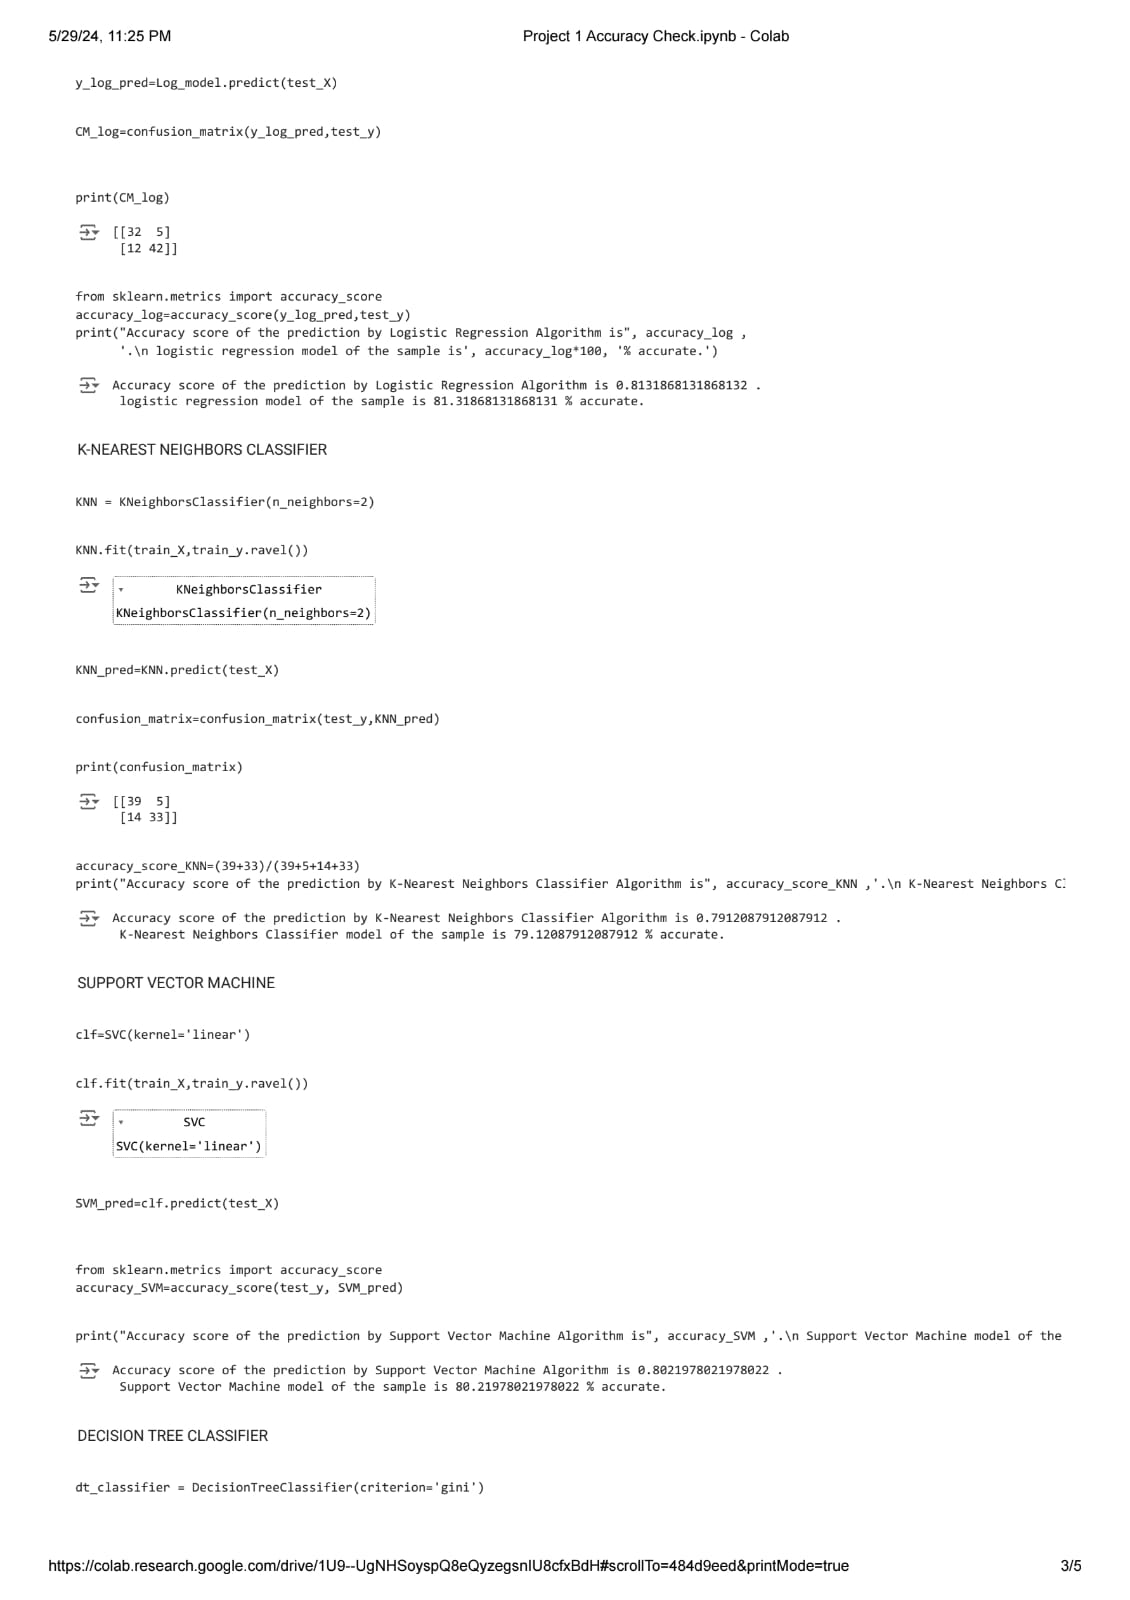 5/29/24, 11:25 PM Project 1 Accuracy Check.ipynb - Colab
y_log_pred=Log_model.predict(test_X)
CM_log=confusion_matrix(y_log_pred,test_y)
print(CM_log)
[[32  5]
 [12 42]]
from sklearn.metrics import accuracy_score
accuracy_log=accuracy_score(y_log_pred,test_y)
print("Accuracy score of the prediction by Logistic Regression Algorithm is", accuracy_log ,
      '.\n logistic regression model of the sample is', accuracy_log*100, '% accurate.')
Accuracy score of the prediction by Logistic Regression Algorithm is 0.8131868131868132 .
 logistic regression model of the sample is 81.31868131868131 % accurate.
K-NEAREST NEIGHBORS CLASSIFIER
KNN = KNeighborsClassifier(n_neighbors=2)
KNN.fit(train_X,train_y.ravel())
KNeighborsClassifier
KNeighborsClassifier(n_neighbors=2)
KNN_pred=KNN.predict(test_X)
confusion_matrix=confusion_matrix(test_y,KNN_pred)
print(confusion_matrix)
[[39  5]
 [14 33]]
accuracy_score_KNN=(39+33)/(39+5+14+33)
print("Accuracy score of the prediction by K-Nearest Neighbors Classifier Algorithm is", accuracy_score_KNN ,'.\n K-Nearest Neighbors
Accuracy score of the prediction by K-Nearest Neighbors Classifier Algorithm is 0.7912087912087912 .
 K-Nearest Neighbors Classifier model of the sample is 79.12087912087912 % accurate.
SUPPORT VECTOR MACHINE
clf=SVC(kernel='linear')
clf.fit(train_X,train_y.ravel())
SVC
SVC(kernel='linear')
SVM_pred=clf.predict(test_X)
from sklearn.metrics import accuracy_score
accuracy_SVM=accuracy_score(test_y, SVM_pred)
print("Accuracy score of the prediction by Support Vector Machine Algorithm is", accuracy_SVM ,'.\n Support Vector Machine model of the
Accuracy score of the prediction by Support Vector Machine Algorithm is 0.8021978021978022 .
 Support Vector Machine model of the sample is 80.21978021978022 % accurate.
DECISION TREE CLASSIFIER
dt_classifier = DecisionTreeClassifier(criterion='gini')
https://colab.research.google.com/drive/1U9--UgNHSoyspQ8eQyzegsnIU8cfxBdH#scrollTo=484d9eed&printMode=true 3/5